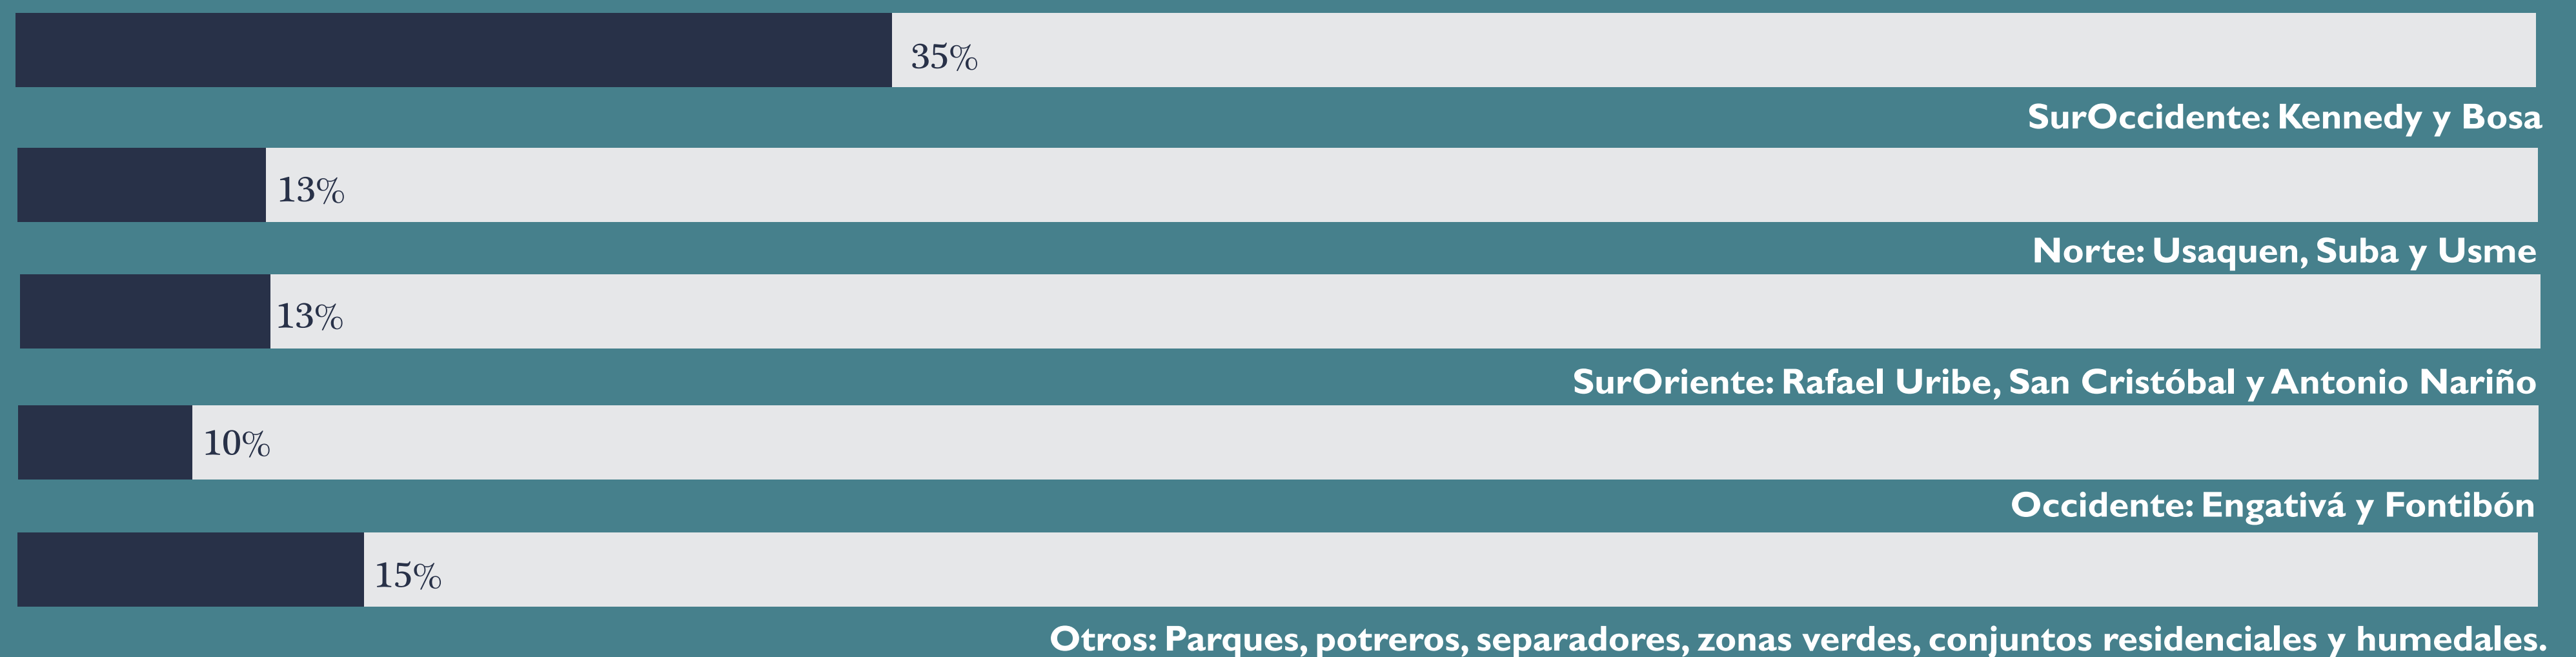 35%
SurOccidente: Kennedy y Bosa
13%
Norte: Usaquen, Suba y Usme
13%
SurOriente: Rafael Uribe, San Cristóbal y Antonio Nariño
10%
Occidente: Engativá y Fontibón
15%
Otros: Parques, potreros, separadores, zonas verdes, conjuntos residenciales y humedales.